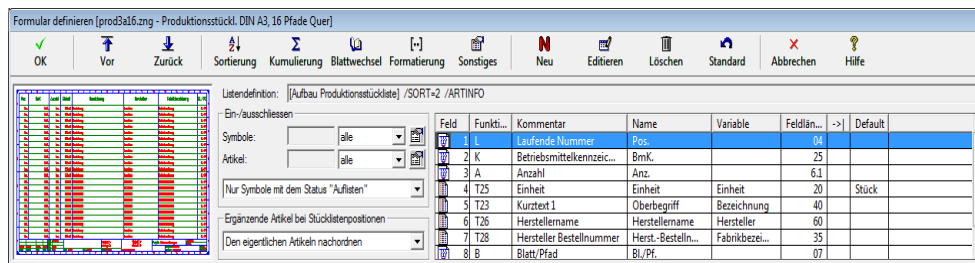 Formular definieren [prod3a16.zng - Produktionsstückl. DIN A3, 16 Pfade Quer]
OK Vor Zurück Sortierung Kumulierung Blattwechsel Formatierung Sonstiges Neu Editieren Löschen Standard Abbrechen Hilfe
Listendefinition: [Aufbau Produktionsstückliste] /SORT=2 /ARTINFO
Ein-/ausschliessen
Symbole: alle
Artikel: alle
Nur Symbole mit dem Status "Auflisten"
Ergänzende Artikel bei Stücklistenpositionen
Den eigentlichen Artikeln nachordnen
Feld Funkti... Kommentar Name Variable Feldlän... ->| Default
1 L Laufende Nummer Pos. 04
2 K Betriebsmittelkennzeic... BmK. 25
3 A Anzahl Anz. 6.1
4 T25 Einheit Einheit Einheit 20 Stück
5 T23 Kurztext 1 Oberbegriff Bezeichnung 40
6 T26 Herstellername Herstellername Hersteller 60
7 T28 Hersteller Bestellnummer Herst.-Bestelln... Fabrikbezei... 35
8 B Blatt/Pfad Bl./Pf. 07